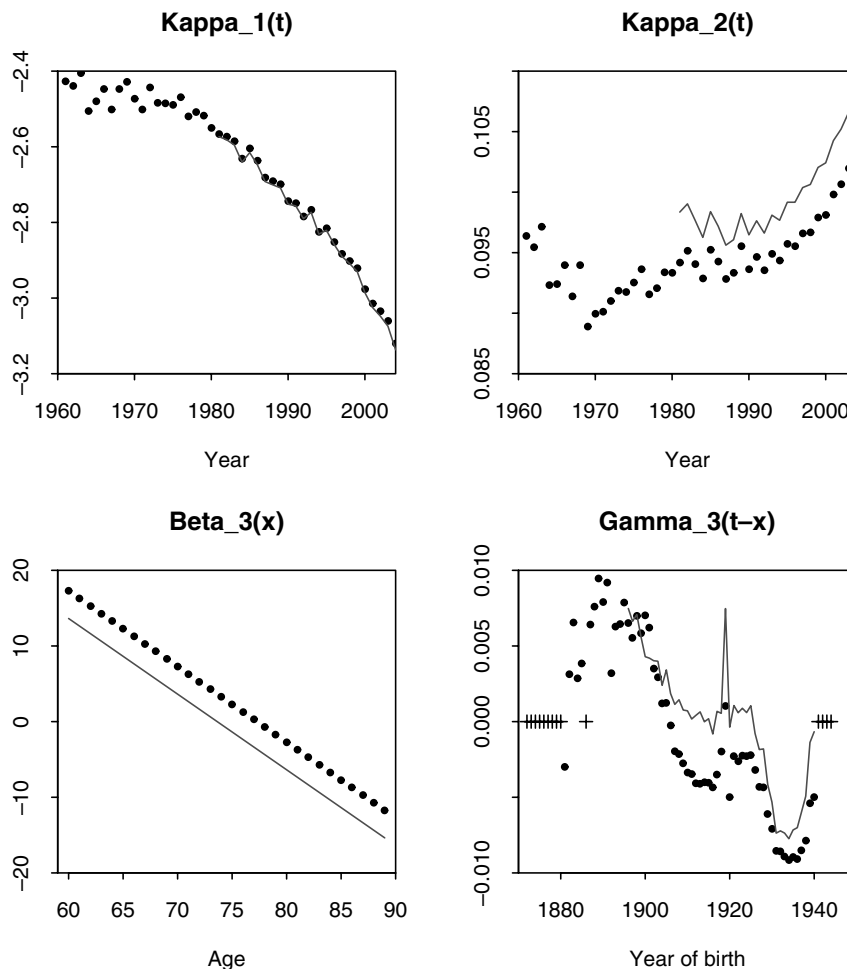 Kappa_1(t)
−2.4
−2.6
−2.8
−3.0
−3.2
1960 1970 1980 1990 2000
Year
Kappa_2(t)
0.105
0.095
0.085
1960 1970 1980 1990 2000
Year
Beta_3(x)
20
10
0
−10
−20
60 65 70 75 80 85 90
Age
Gamma_3(t−x)
0.010
0.005
0.000
−0.010
1880 1900 1920 1940
Year of birth